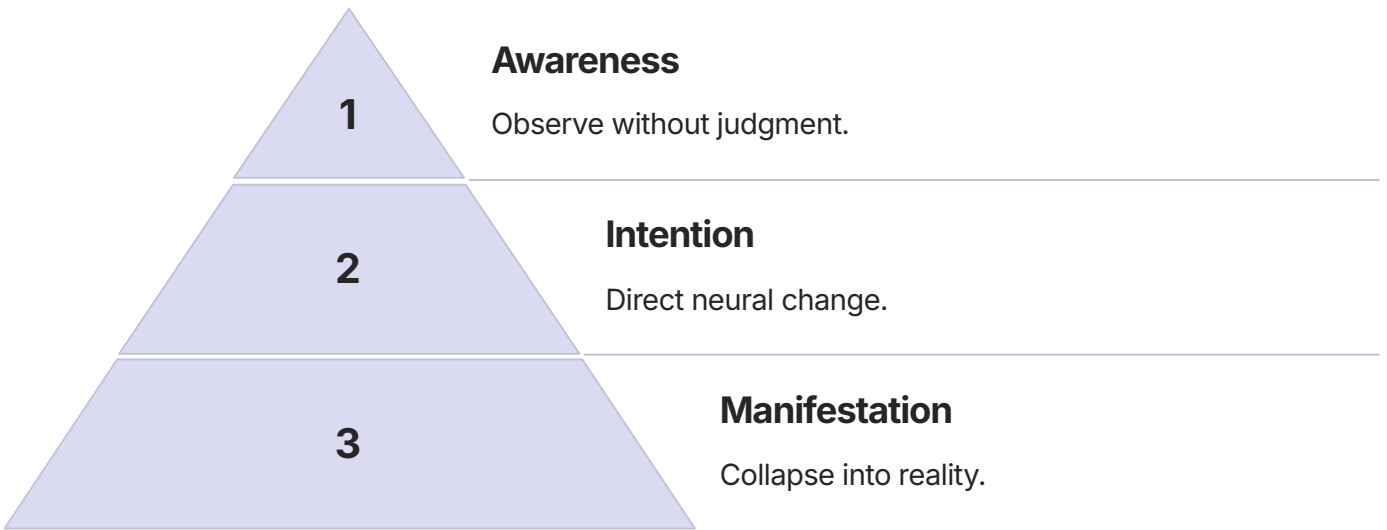 1
Awareness
Observe without judgment.
2
Intention
Direct neural change.
3
Manifestation
Collapse into reality.